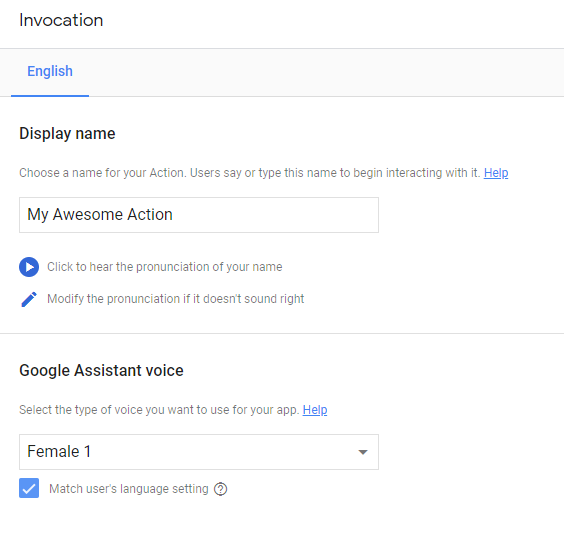 Invocation
English
Display name
Choose a name for your Action. Users say or type this name to begin interacting with it. Help
My Awesome Action
Click to hear the pronunciation of your name
Modify the pronunciation if it doesn't sound right
Google Assistant voice
Select the type of voice you want to use for your app. Help
Female 1
Match user's language setting ?